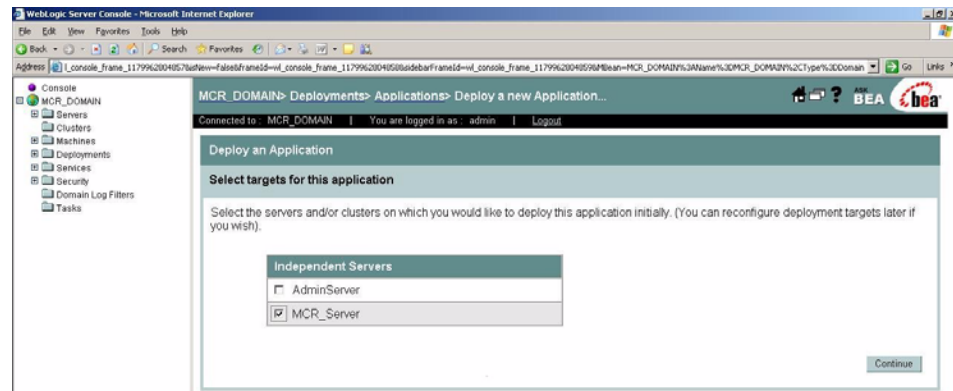 WebLogic Server Console - Microsoft Internet Explorer
File Edit View Favorites Tools Help
Back Search Favorites
Address Go Links
Console
MCR_DOMAIN
Servers
Clusters
Machines
Deployments
Services
Security
Domain Log Filters
Tasks
MCR_DOMAIN> Deployments> Applications> Deploy a new Application...
ASK BEA
bea
Connected to : MCR_DOMAIN | You are logged in as : admin | Logout
Deploy an Application
Select targets for this application
Select the servers and/or clusters on which you would like to deploy this application initially. (You can reconfigure deployment targets later if
you wish).
Independent Servers
AdminServer
MCR_Server
Continue